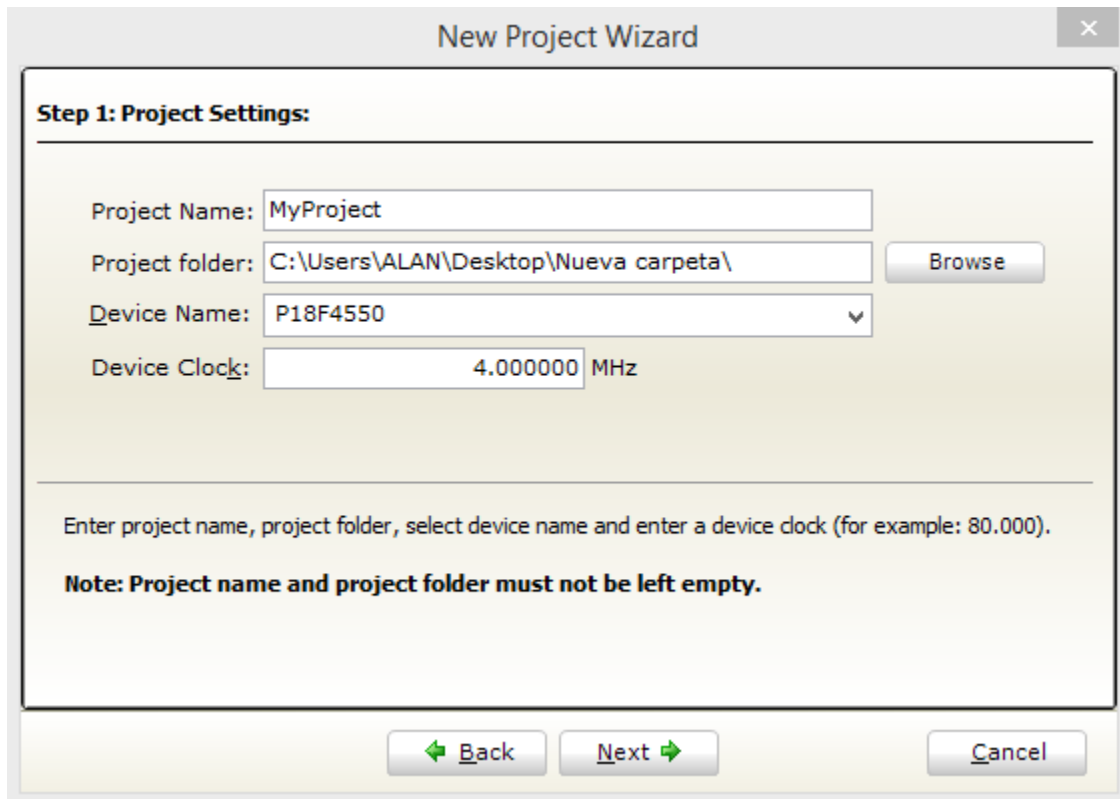 New Project Wizard
Step 1: Project Settings:
Project Name: MyProject
Project folder: C:\Users\ALAN\Desktop\Nueva carpeta\ Browse
Device Name: P18F4550
Device Clock: 4.000000 MHz
Enter project name, project folder, select device name and enter a device clock (for example: 80.000).
Note: Project name and project folder must not be left empty.
Back Next Cancel